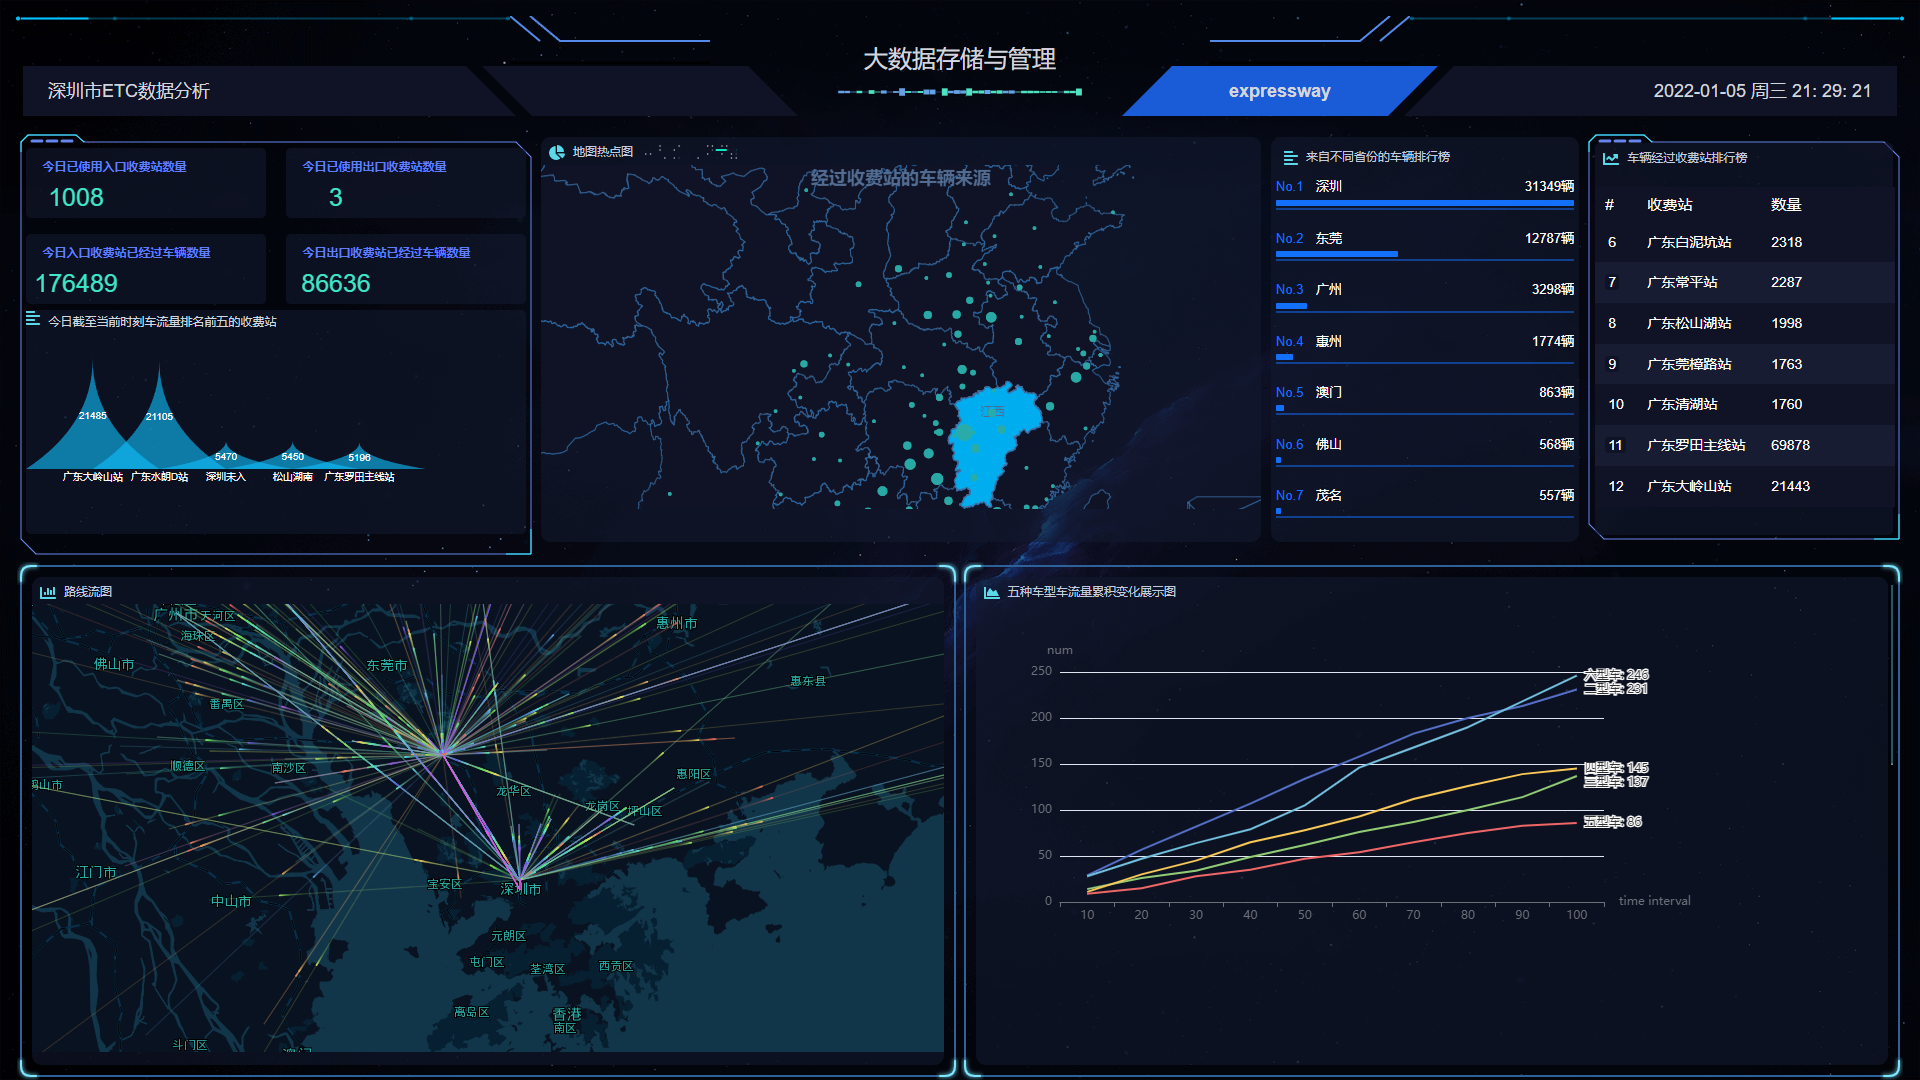 大数据存储与管理
深圳市ETC数据分析
expressway
2022-01-05 周三 21: 29: 21
今日已使用入口收费站数量
1008
今日已使用出口收费站数量
3
今日入口收费站已经过车辆数量
176489
今日出口收费站已经过车辆数量
86636
今日截至当前时刻车流量排名前五的收费站
21485
21105
5470
5450
5196
广东大岭山站
广东水朗D站
深圳未入
松山湖南
广东罗田主线站
地图热点图
经过收费站的车辆来源
江西
来自不同省份的车辆排行榜
No.1 深圳 31349辆
No.2 东莞 12787辆
No.3 广州 3298辆
No.4 惠州 1774辆
No.5 澳门 863辆
No.6 佛山 568辆
No.7 茂名 557辆
车辆经过收费站排行榜
# 收费站 数量
6 广东白泥坑站 2318
7 广东常平站 2287
8 广东松山湖站 1998
9 广东莞樟路站 1763
10 广东清湖站 1760
11 广东罗田主线站 69878
12 广东大岭山站 21443
路线流图
广州市
天河区
海珠区
惠州市
佛山市
东莞市
惠东县
番禺区
顺德区
南沙区
惠阳区
鹤山市
龙华区
龙岗区
坪山区
江门市
宝安区
深圳市
中山市
元朗区
屯门区
荃湾区
西贡区
离岛区
香港
南区
斗门区
澳门
五种车型车流量累积变化展示图
num
250
200
150
100
50
0
10 20 30 40 50 60 70 80 90 100
time interval
六型车: 246
二型车: 231
四型车: 145
三型车: 137
五型车: 86